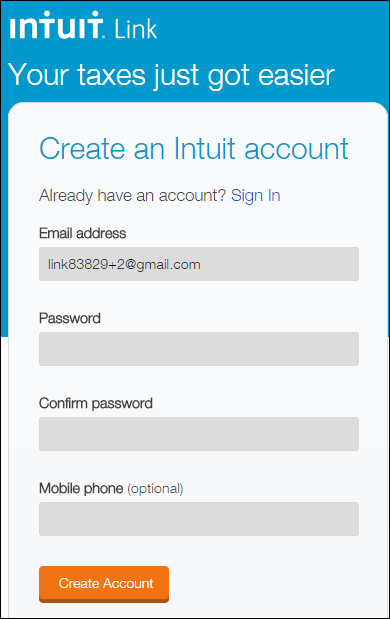 intuit. Link
Your taxes just got easier
Create an Intuit account
Already have an account? Sign In
Email address
link83829+2@gmail.com
Password
Confirm password
Mobile phone (optional)
Create Account